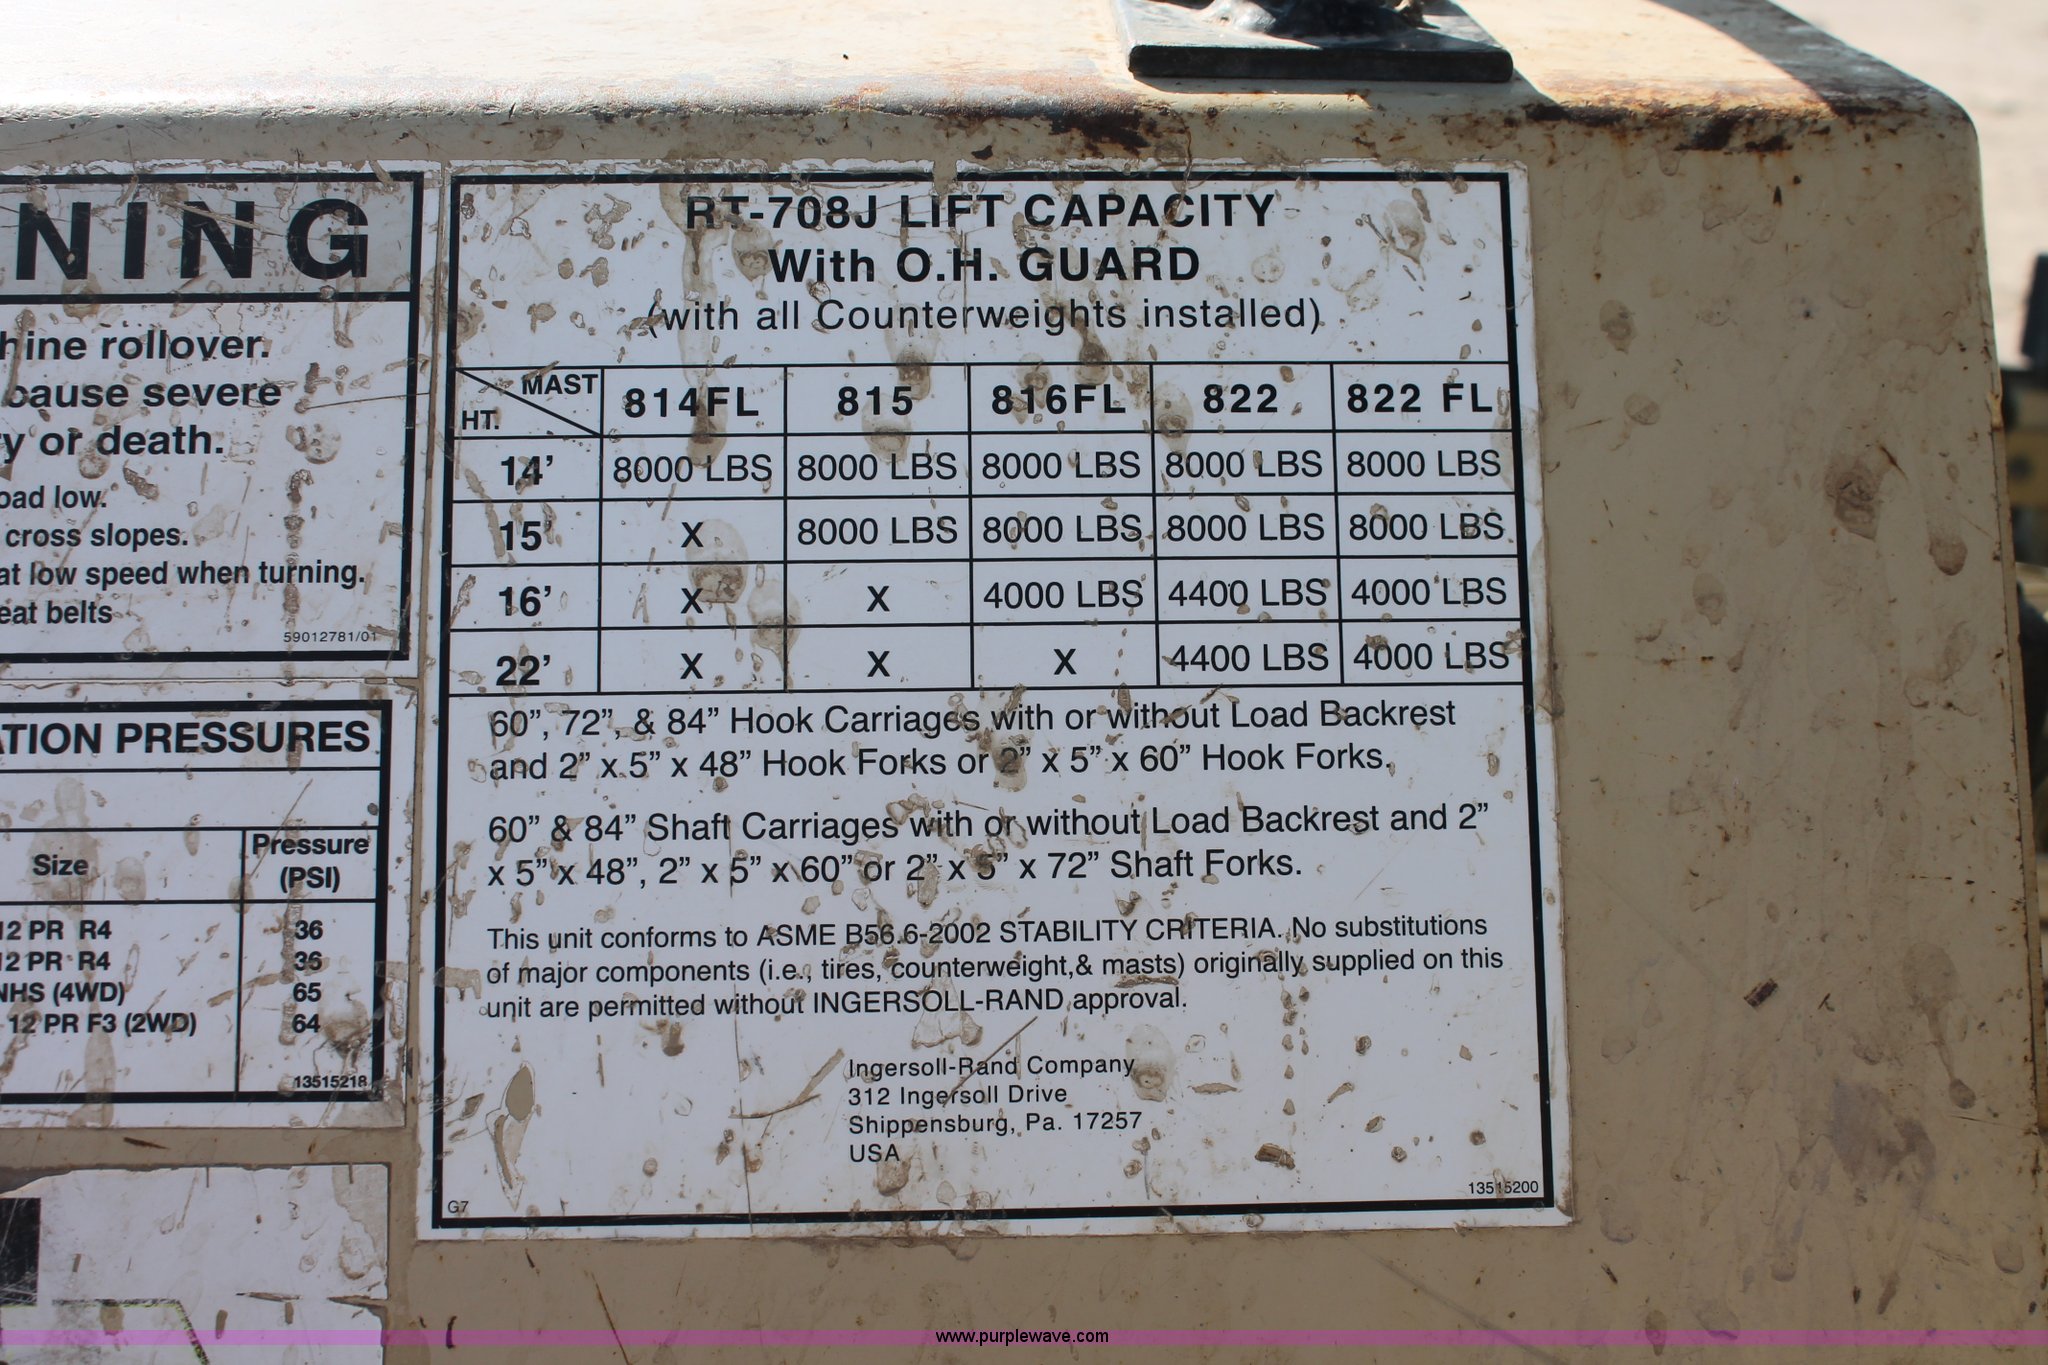 NING
hine rollover.
cause severe
y or death.
oad low.
cross slopes.
at low speed when turning.
eat belts
59012781/01
ATION PRESSURES
Size Pressure
(PSI)
12 PR R4 36
12 PR R4 36
NHS (4WD) 65
12 PR F3 (2WD) 64
13515218
RT-708J LIFT CAPACITY
With O.H. GUARD
(with all Counterweights installed)
HT. MAST 814FL 815 816FL 822 822 FL
14' 8000 LBS 8000 LBS 8000 LBS 8000 LBS 8000 LBS
15' X 8000 LBS 8000 LBS 8000 LBS 8000 LBS
16' X X 4000 LBS 4400 LBS 4000 LBS
22' X X X 4400 LBS 4000 LBS
60”, 72”, & 84” Hook Carriages with or without Load Backrest
and 2” x 5” x 48” Hook Forks or 2” x 5” x 60” Hook Forks.
60” & 84” Shaft Carriages with or without Load Backrest and 2”
x 5” x 48”, 2” x 5” x 60” or 2” x 5” x 72” Shaft Forks.
This unit conforms to ASME B56.6-2002 STABILITY CRITERIA. No substitutions
of major components (i.e., tires, counterweight,& masts) originally supplied on this
unit are permitted without INGERSOLL-RAND approval.
Ingersoll-Rand Company
312 Ingersoll Drive
Shippensburg, Pa. 17257
USA
G7 13515200
www.purplewave.com